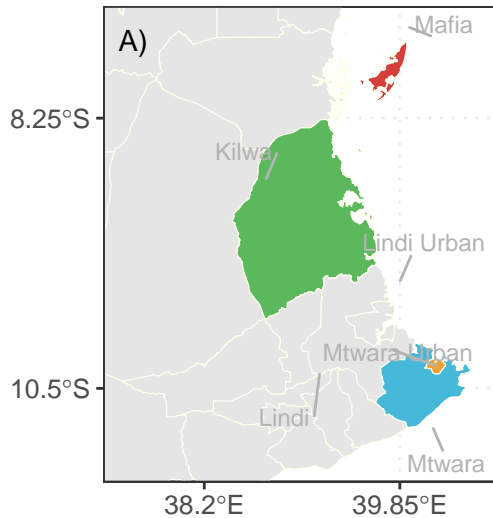 A)
Mafia
8.25°S
Kilwa
Lindi Urban
Mtwara Urban
10.5°S
Lindi
Mtwara
38.2°E
39.85°E